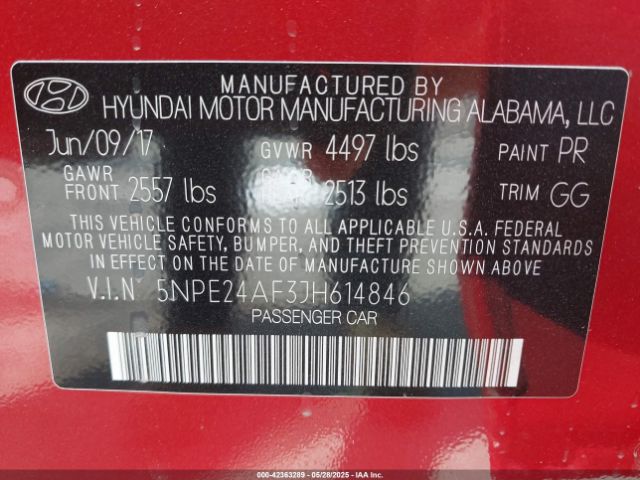 MANUFACTURED BY
HYUNDAI MOTOR MANUFACTURING ALABAMA, LLC
Jun/09/17 GVWR 4497 lbs PAINT PR
GAWR FRONT 2557 lbs 2513 lbs TRIM GG
THIS VEHICLE CONFORMS TO ALL APPLICABLE U.S.A. FEDERAL
MOTOR VEHICLE SAFETY, BUMPER, AND THEFT PREVENTION STANDARDS
IN EFFECT ON THE DATE OF MANUFACTURE SHOWN ABOVE
V.I.N 5NPE24AF3JH614846
PASSENGER CAR
000-42363289 05/28/2025 IAAI.CA